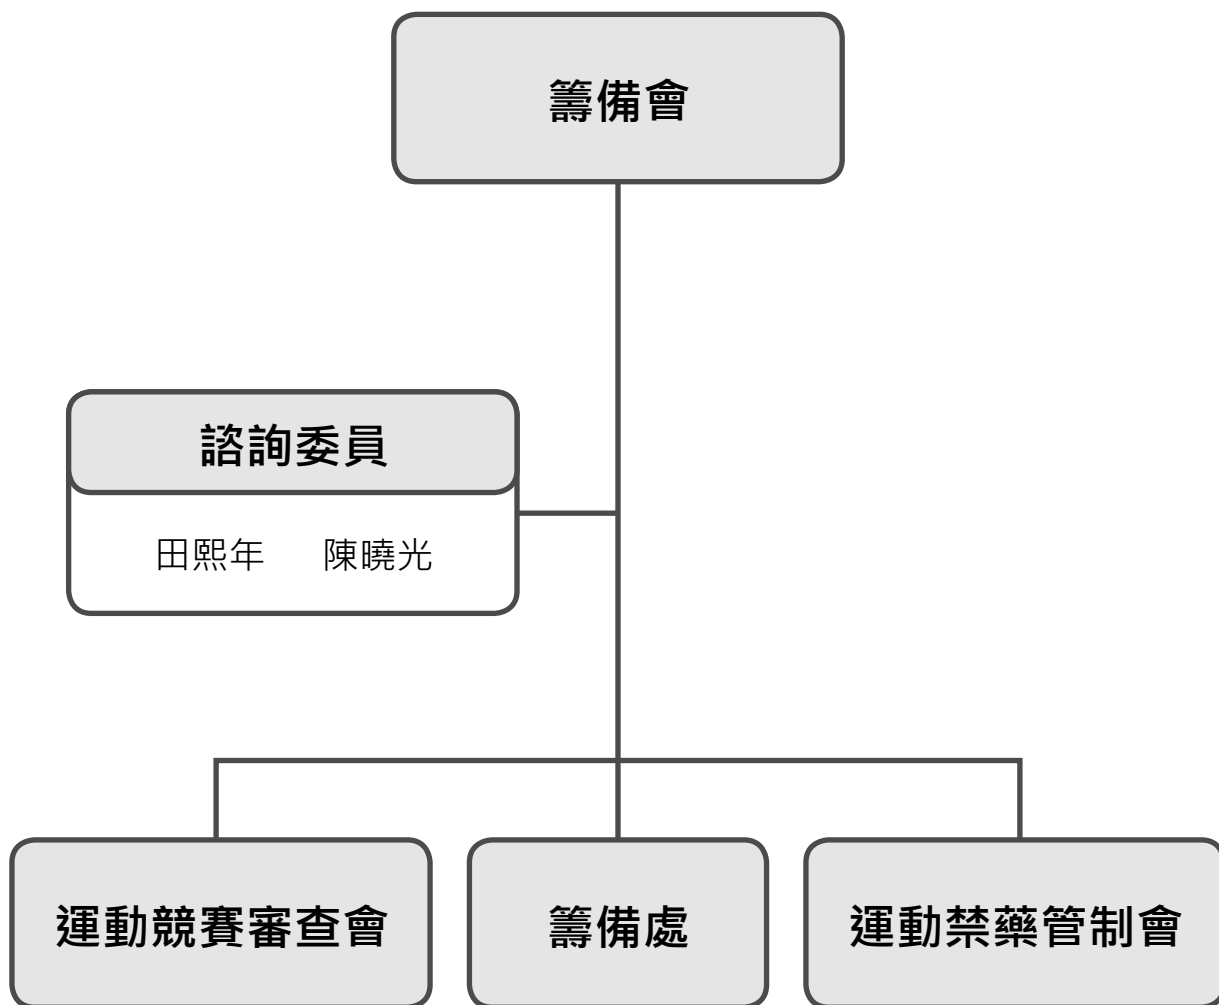 籌備會
諮詢委員
田熙年 陳曉光
運動競賽審查會
籌備處
運動禁藥管制會